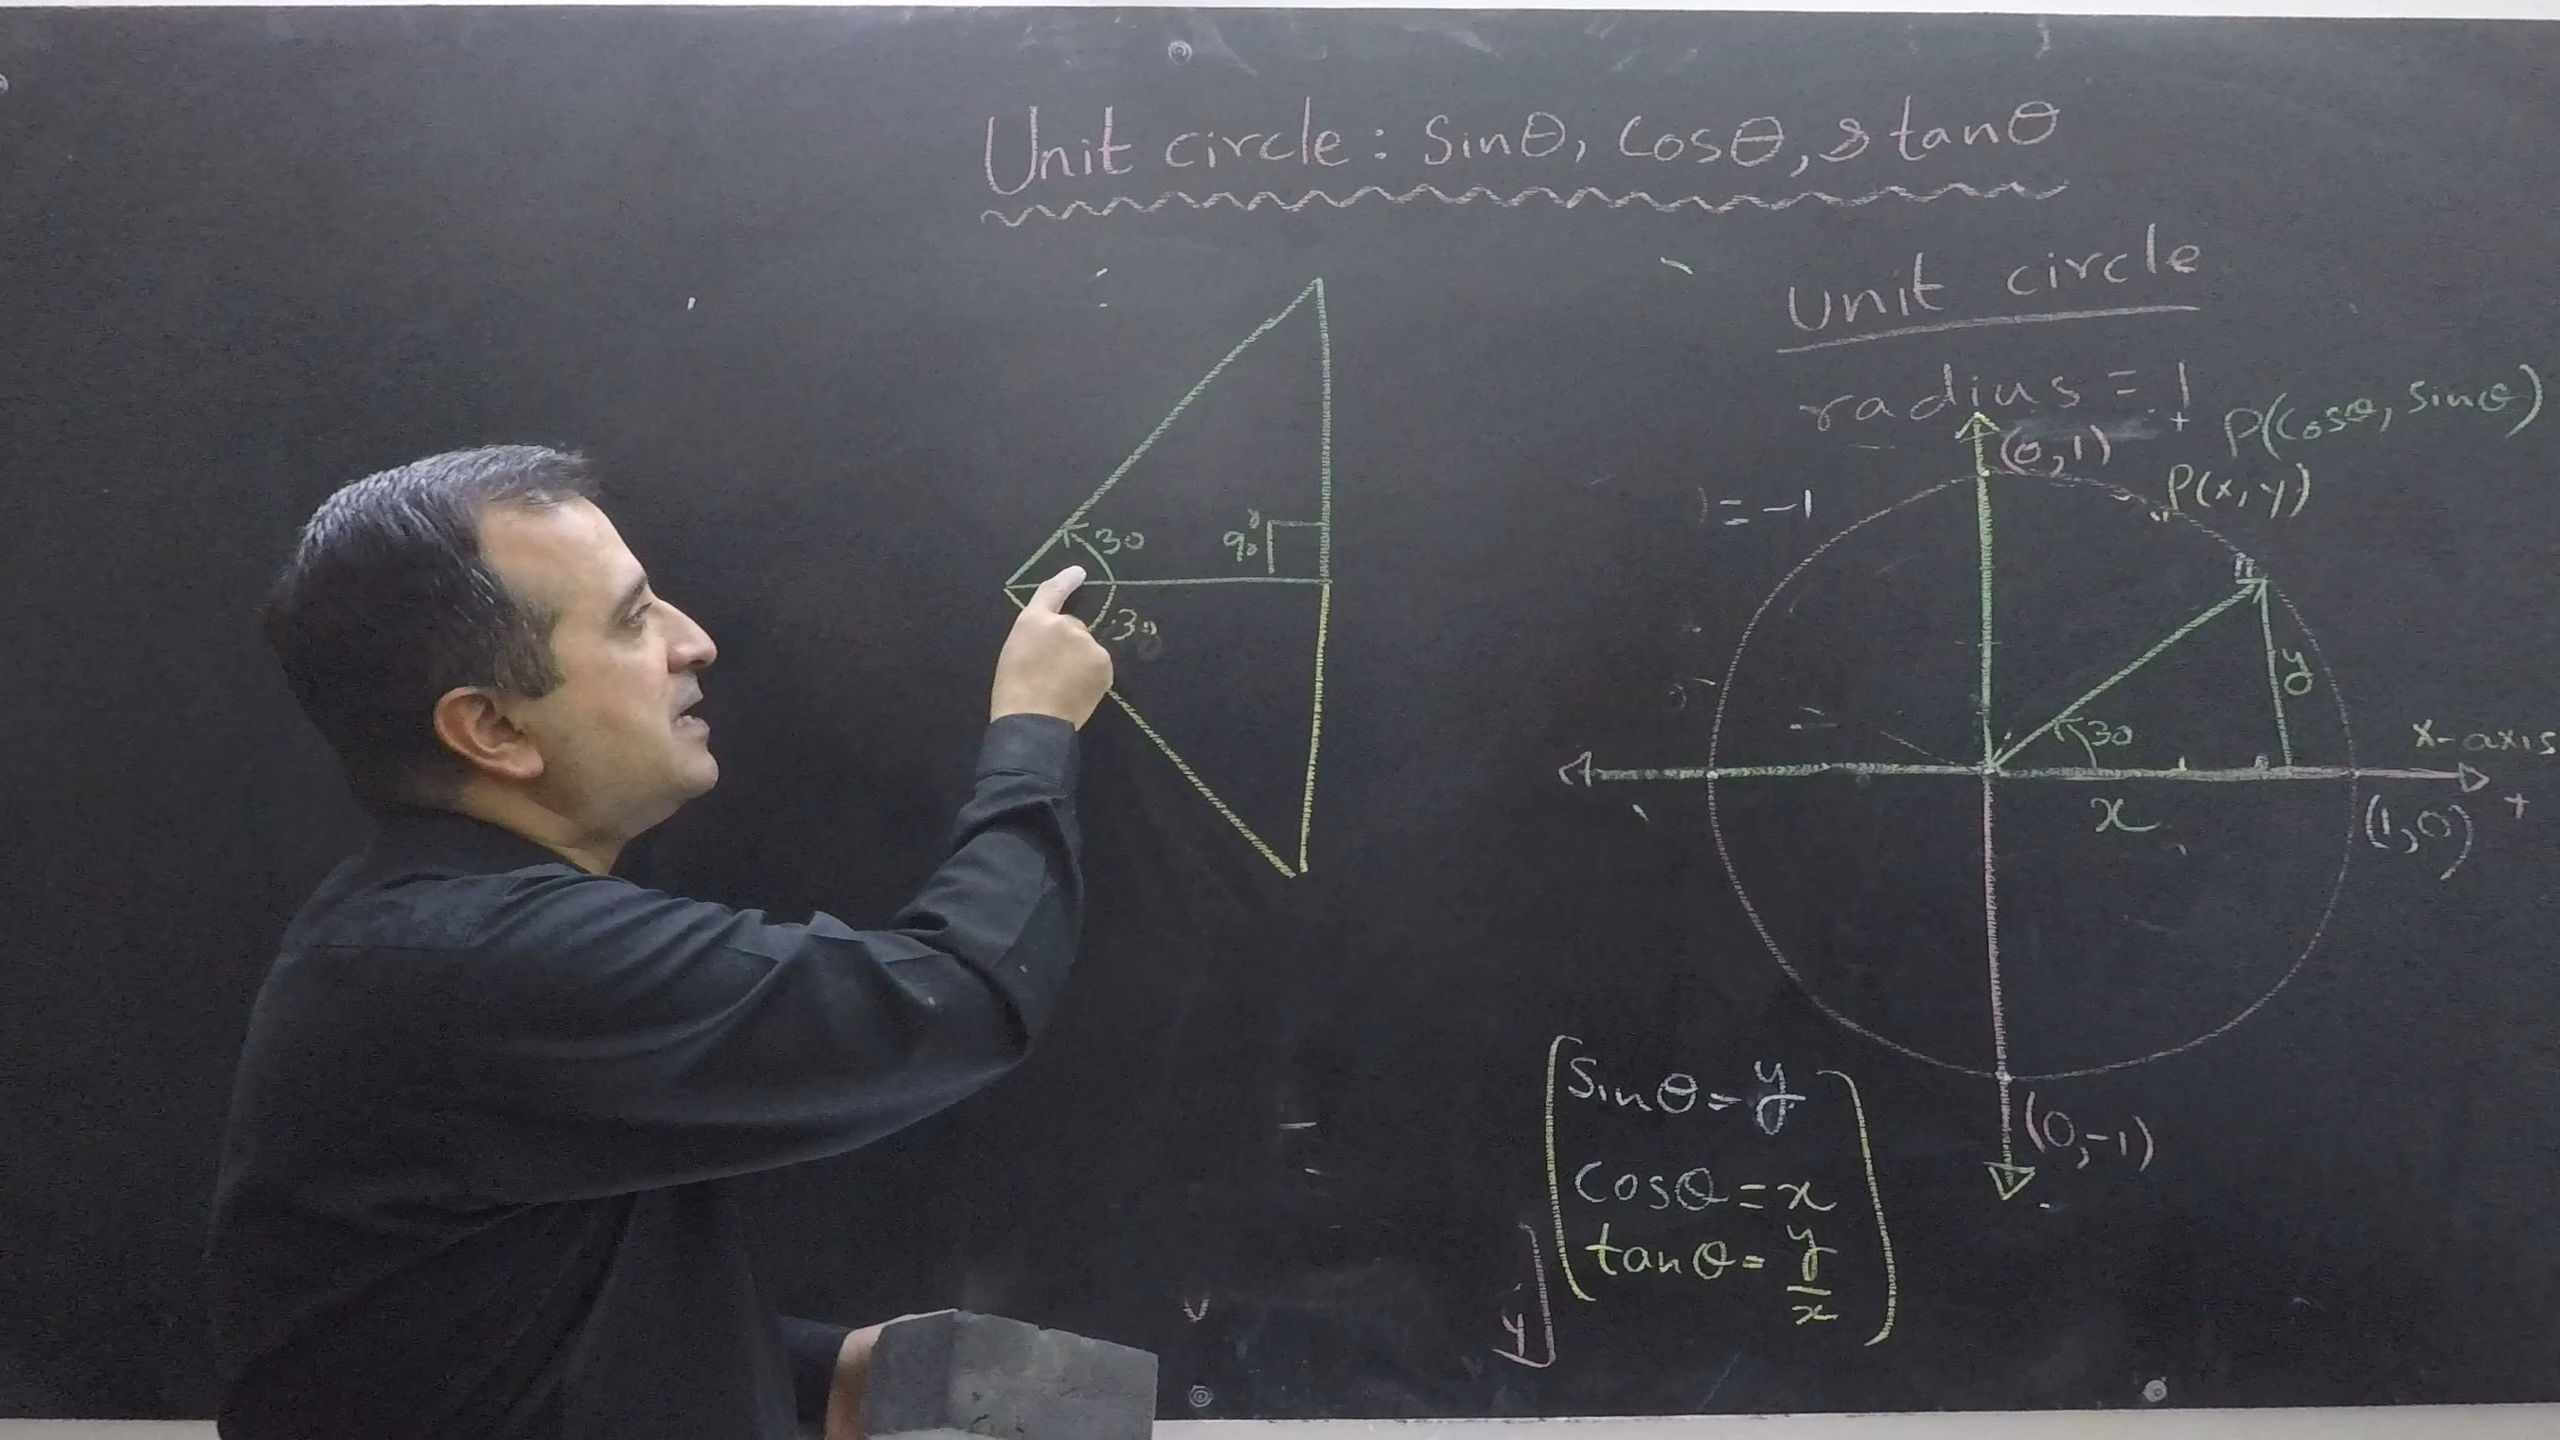 Unit circle: Sinθ, Cosθ, & tanθ
unit circle
radius = 1
+
P(Cosθ, Sinθ)
(0,1)
P(x,y)
) = -1
30
90°
30
y
30
x-axis
x
(1,0)
+
Sinθ = y
(0,-1)
Cosθ = x
tanθ = y/x